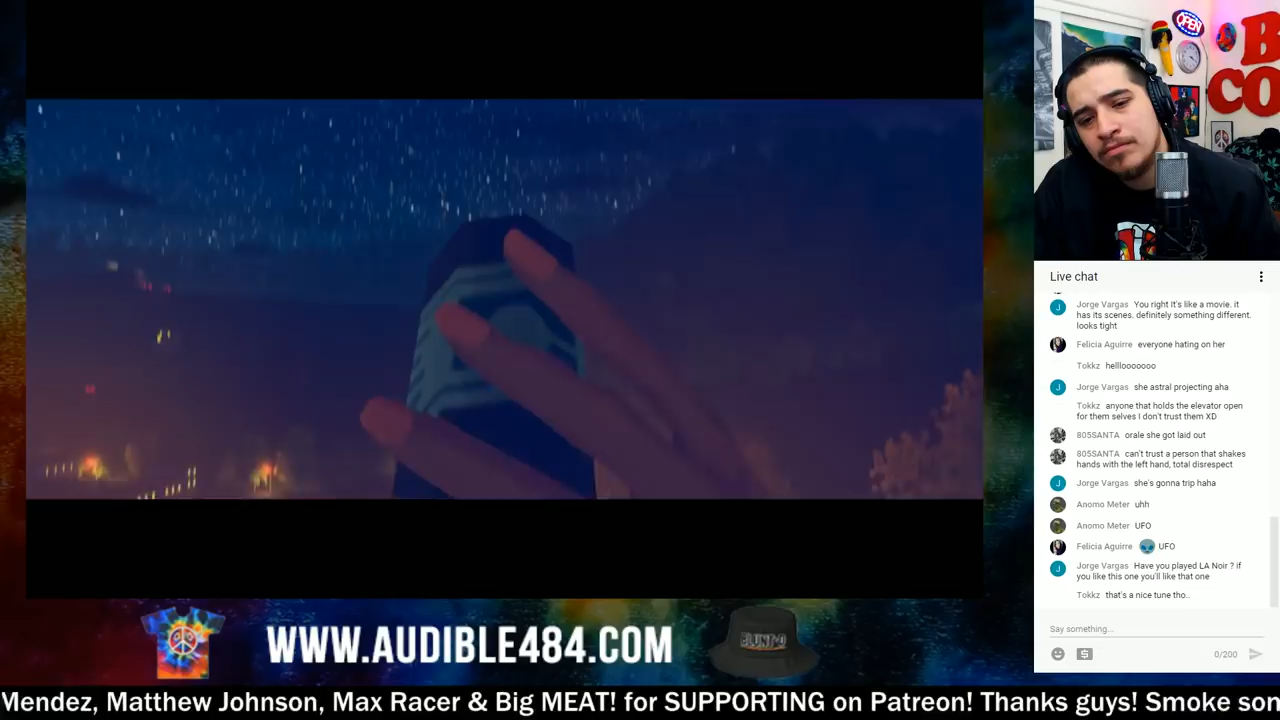 OPEN
B
CO
Live chat
Jorge Vargas You right It's like a movie. it
has its scenes. definitely something different.
looks tight
Felicia Aguirre everyone hating on her
Tokkz hellloooooooo
Jorge Vargas she astral projecting aha
Tokkz anyone that holds the elevator open
for them selves I don't trust them XD
805SANTA orale she got laid out
805SANTA can't trust a person that shakes
hands with the left hand, total disrespect
Jorge Vargas she's gonna trip haha
Anomo Meter uhh
Anomo Meter UFO
Felicia Aguirre UFO
Jorge Vargas Have you played LA Noir ? if
you like this one you'll like that one
Tokkz that's a nice tune tho..
Say something...
0/200
WWW.AUDIBLE484.COM
Mendez, Matthew Johnson, Max Racer & Big MEAT! for SUPPORTING on Patreon! Thanks guys! Smoke son